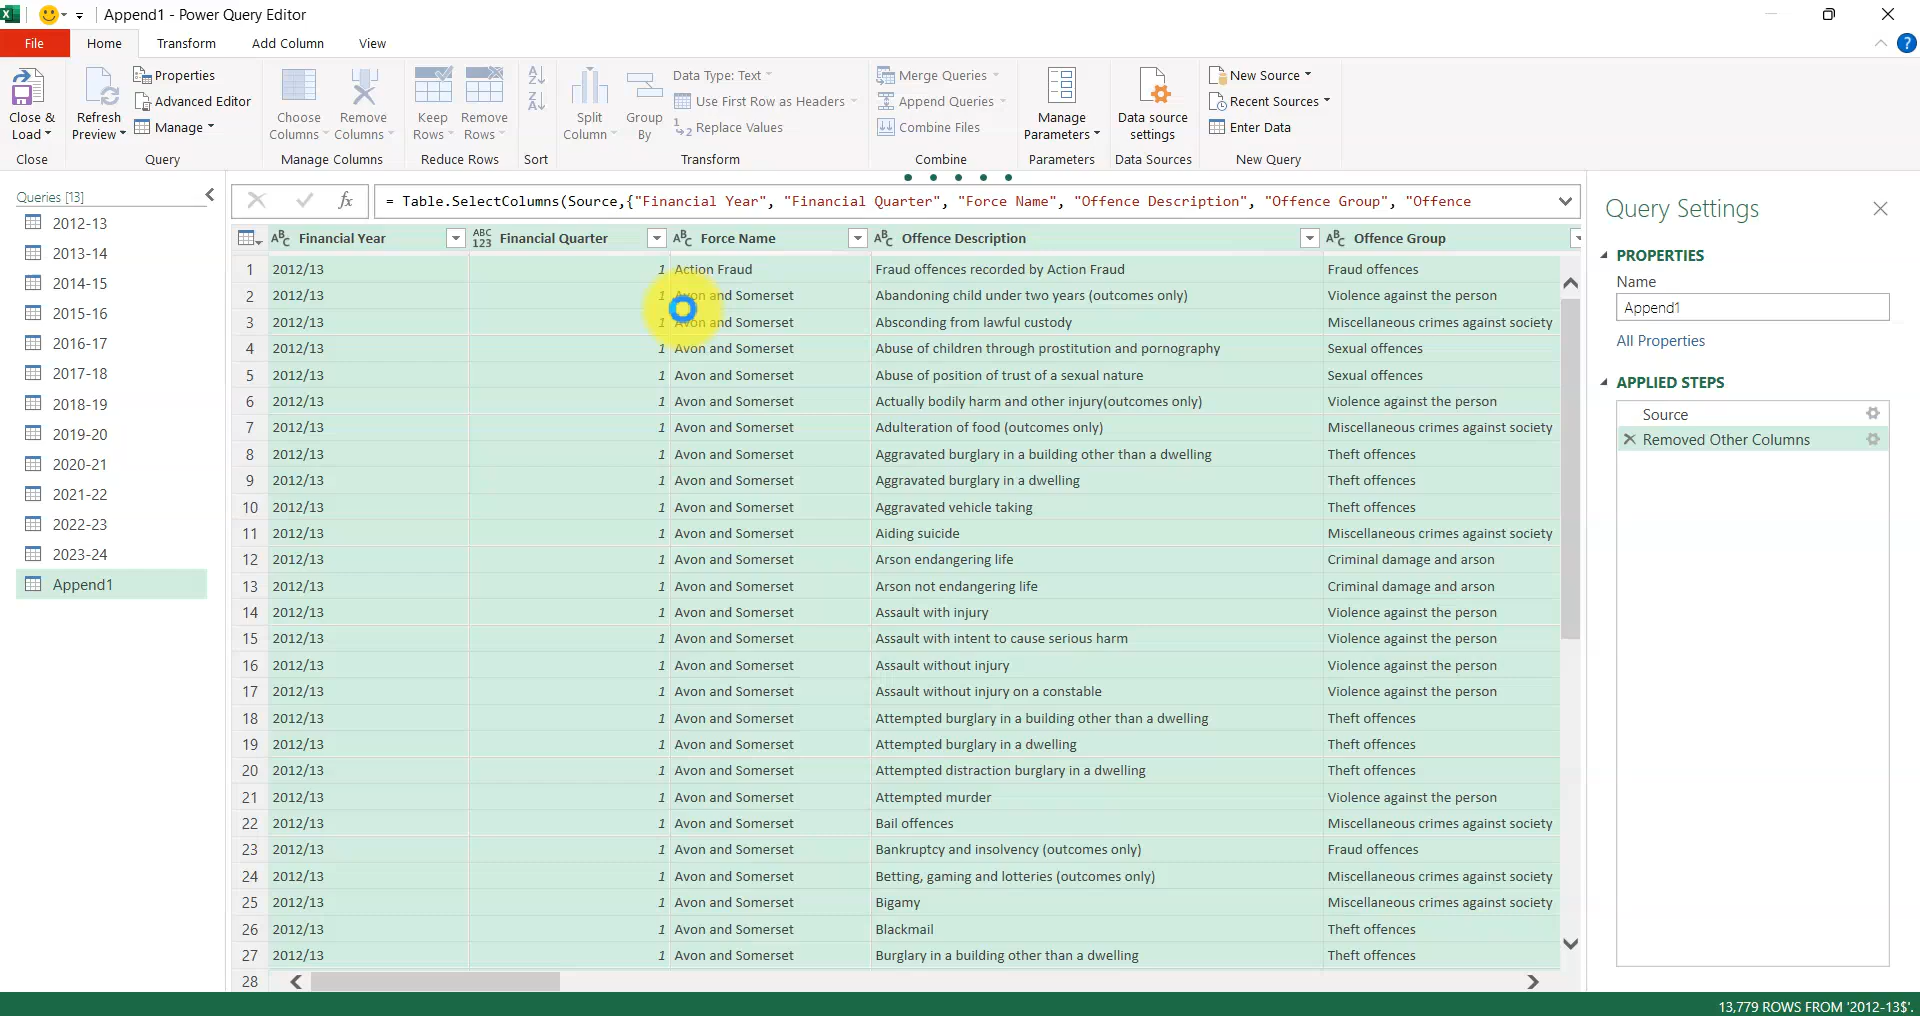 Append1 - Power Query Editor
File
Home
Transform
Add Column
View
Close &
Load
Close
Refresh
Preview
Properties
Advanced Editor
Manage
Query
Choose
Columns
Remove
Columns
Manage Columns
Keep
Rows
Remove
Rows
Reduce Rows
Sort
Split
Column
Group
By
Data Type: Text
Use First Row as Headers
Replace Values
Transform
Merge Queries
Append Queries
Combine Files
Combine
Manage
Parameters
Parameters
Data source
settings
Data Sources
New Source
Recent Sources
Enter Data
New Query
Queries [13]
2012-13
2013-14
2014-15
2015-16
2016-17
2017-18
2018-19
2019-20
2020-21
2021-22
2022-23
2023-24
Append1
fx = Table.SelectColumns(Source,{"Financial Year", "Financial Quarter", "Force Name", "Offence Description", "Offence Group", "Offence
ABC Financial Year ABC 123 Financial Quarter ABC Force Name ABC Offence Description ABC Offence Group
1 2012/13 1 Action Fraud Fraud offences recorded by Action Fraud Fraud offences
2 2012/13 1 Avon and Somerset Abandoning child under two years (outcomes only) Violence against the person
3 2012/13 1 Avon and Somerset Absconding from lawful custody Miscellaneous crimes against society
4 2012/13 1 Avon and Somerset Abuse of children through prostitution and pornography Sexual offences
5 2012/13 1 Avon and Somerset Abuse of position of trust of a sexual nature Sexual offences
6 2012/13 1 Avon and Somerset Actually bodily harm and other injury(outcomes only) Violence against the person
7 2012/13 1 Avon and Somerset Adulteration of food (outcomes only) Miscellaneous crimes against society
8 2012/13 1 Avon and Somerset Aggravated burglary in a building other than a dwelling Theft offences
9 2012/13 1 Avon and Somerset Aggravated burglary in a dwelling Theft offences
10 2012/13 1 Avon and Somerset Aggravated vehicle taking Theft offences
11 2012/13 1 Avon and Somerset Aiding suicide Miscellaneous crimes against society
12 2012/13 1 Avon and Somerset Arson endangering life Criminal damage and arson
13 2012/13 1 Avon and Somerset Arson not endangering life Criminal damage and arson
14 2012/13 1 Avon and Somerset Assault with injury Violence against the person
15 2012/13 1 Avon and Somerset Assault with intent to cause serious harm Violence against the person
16 2012/13 1 Avon and Somerset Assault without injury Violence against the person
17 2012/13 1 Avon and Somerset Assault without injury on a constable Violence against the person
18 2012/13 1 Avon and Somerset Attempted burglary in a building other than a dwelling Theft offences
19 2012/13 1 Avon and Somerset Attempted burglary in a dwelling Theft offences
20 2012/13 1 Avon and Somerset Attempted distraction burglary in a dwelling Theft offences
21 2012/13 1 Avon and Somerset Attempted murder Violence against the person
22 2012/13 1 Avon and Somerset Bail offences Miscellaneous crimes against society
23 2012/13 1 Avon and Somerset Bankruptcy and insolvency (outcomes only) Fraud offences
24 2012/13 1 Avon and Somerset Betting, gaming and lotteries (outcomes only) Miscellaneous crimes against society
25 2012/13 1 Avon and Somerset Bigamy Miscellaneous crimes against society
26 2012/13 1 Avon and Somerset Blackmail Theft offences
27 2012/13 1 Avon and Somerset Burglary in a building other than a dwelling Theft offences
28
Query Settings
PROPERTIES
Name
Append1
All Properties
APPLIED STEPS
Source
Removed Other Columns
13,779 ROWS FROM '2012-13$'.